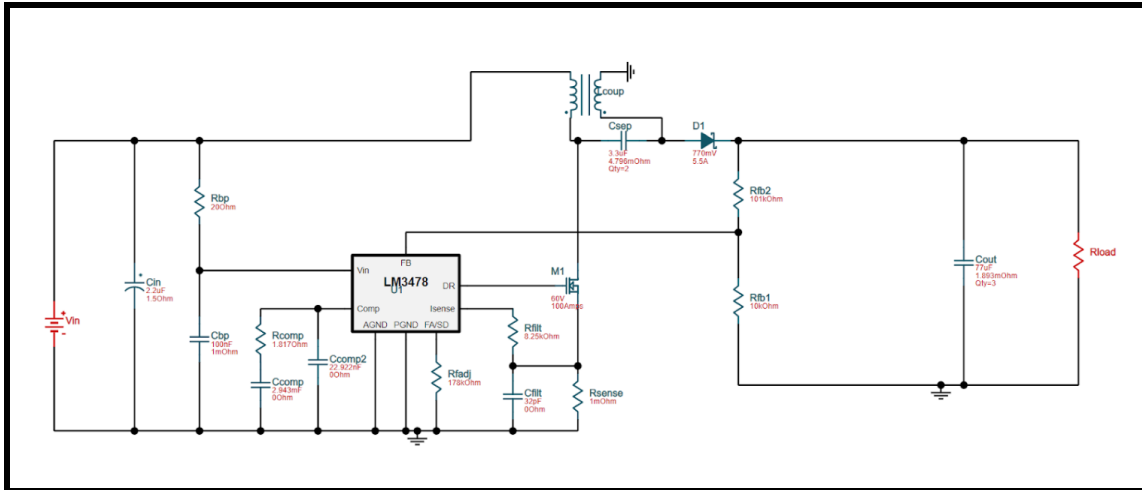 Lcoup
Csep
3.3uF
4.796mOhm
Qty=2
D1
770mV
5.5A
Rbp
20Ohm
Rfb2
101kOhm
FB
Vin
LM3478
U1
DR
Comp
Isense
AGND PGND FA/SD
M1
60V
100Amps
Cin
2.2uF
1.5Ohm
Vin
Cbp
100nF
1mOhm
Rcomp
1.817Ohm
Ccomp
2.943mF
0Ohm
Ccomp2
22.922nF
0Ohm
Rfadj
178kOhm
Rfilt
8.25kOhm
Cfilt
32pF
0Ohm
Rsense
1mOhm
Rfb1
10kOhm
Cout
77uF
1.893mOhm
Qty=3
Rload